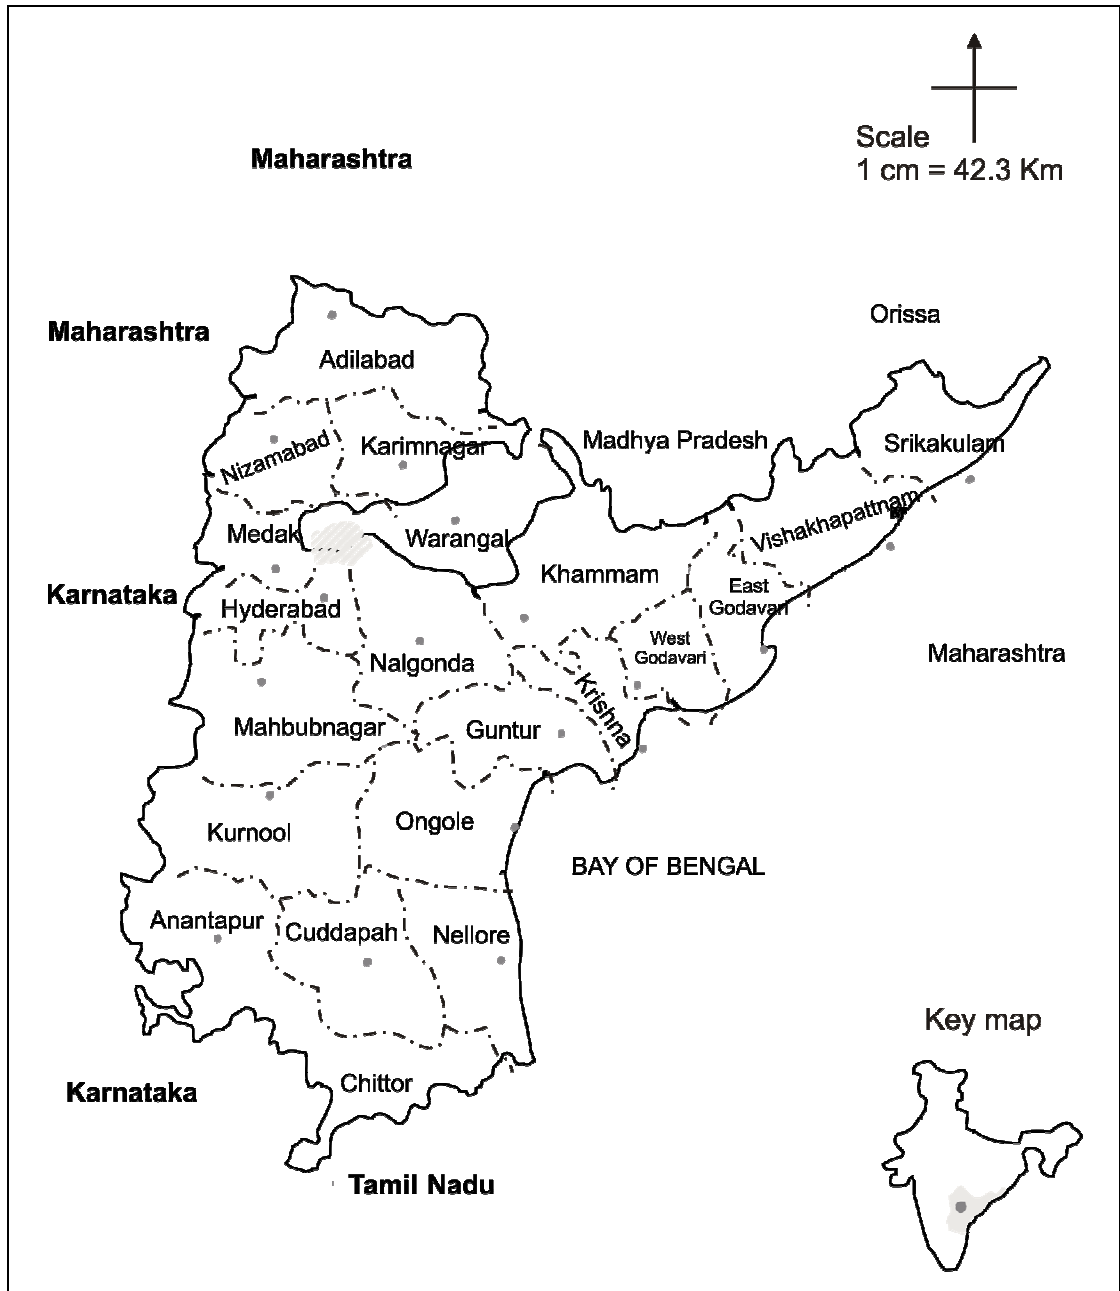 Scale
1 cm = 42.3 Km
Maharashtra
Maharashtra
Orissa
Adilabad
Nizamabad
Karimnagar
Madhya Pradesh
Srikakulam
Medak
Warangal
Vishakhapattnam
Khammam
Karnataka
Hyderabad
East
Godavari
West
Godavari
Nalgonda
Maharashtra
Krishna
Mahbubnagar
Guntur
Kurnool
Ongole
BAY OF BENGAL
Anantapur
Cuddapah
Nellore
Key map
Karnataka
Chittor
Tamil Nadu